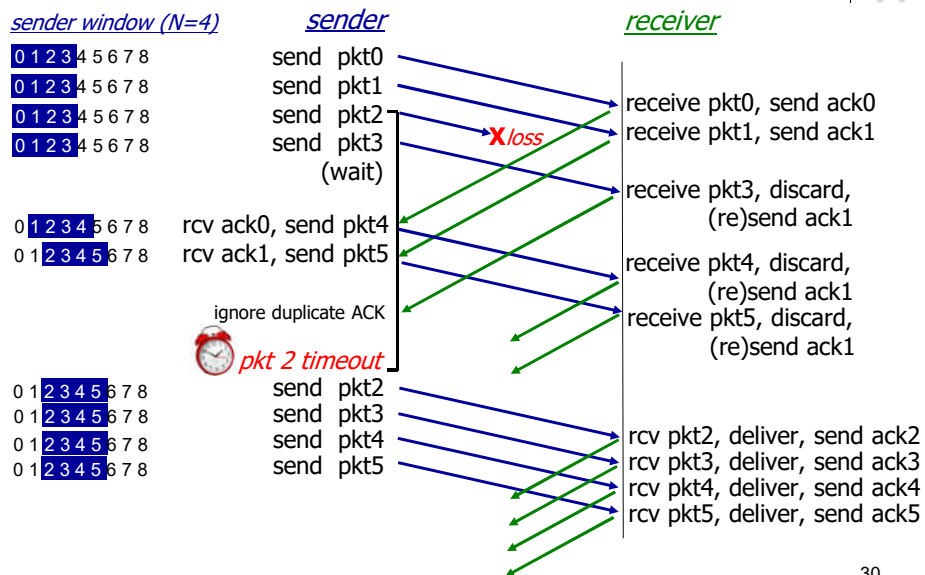 sender window (N=4)
sender
receiver
0 1 2 3 4 5 6 7 8
send pkt0
0 1 2 3 4 5 6 7 8
send pkt1
0 1 2 3 4 5 6 7 8
send pkt2
0 1 2 3 4 5 6 7 8
send pkt3
(wait)
X loss
receive pkt0, send ack0
receive pkt1, send ack1
receive pkt3, discard,
(re)send ack1
0 1 2 3 4 5 6 7 8
rcv ack0, send pkt4
0 1 2 3 4 5 6 7 8
rcv ack1, send pkt5
receive pkt4, discard,
(re)send ack1
receive pkt5, discard,
(re)send ack1
ignore duplicate ACK
pkt 2 timeout
0 1 2 3 4 5 6 7 8
send pkt2
0 1 2 3 4 5 6 7 8
send pkt3
0 1 2 3 4 5 6 7 8
send pkt4
0 1 2 3 4 5 6 7 8
send pkt5
rcv pkt2, deliver, send ack2
rcv pkt3, deliver, send ack3
rcv pkt4, deliver, send ack4
rcv pkt5, deliver, send ack5
30